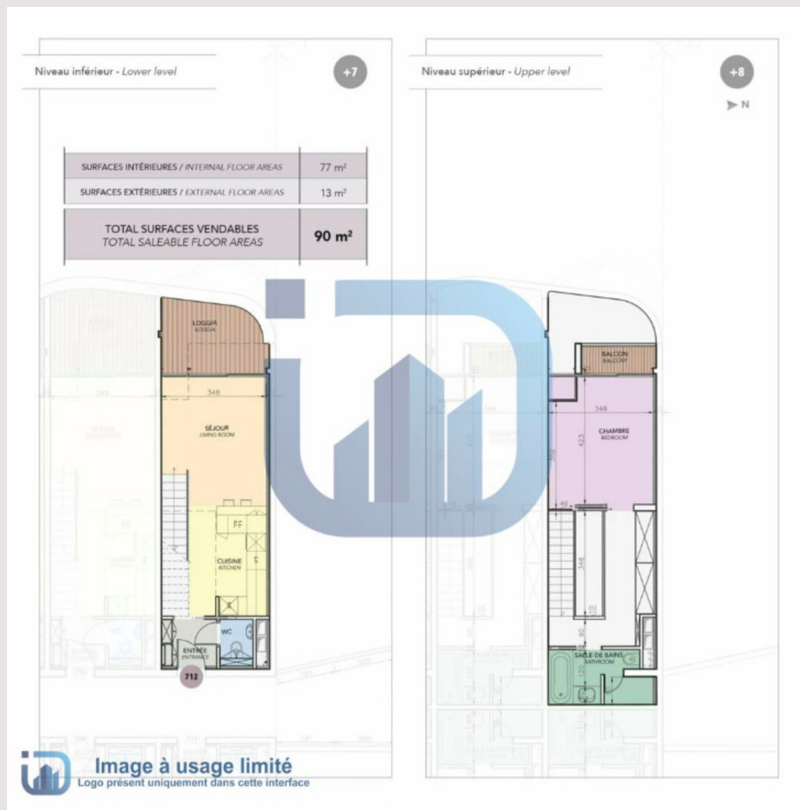 Niveau inférieur - Lower level
+7
SURFACES INTÉRIEURES / INTERNAL FLOOR AREAS 77 m²
SURFACES EXTÉRIEURES / EXTERNAL FLOOR AREAS 13 m²
TOTAL SURFACES VENDABLES
TOTAL SALEABLE FLOOR AREAS
90 m²
LOGGIA
LOGGIA
348
SÉJOUR
LIVING ROOM
CUISINE
KITCHEN
WC
ENTRÉE
ENTRANCE
712
Niveau supérieur - Upper level
+8
N
BALCON
BALCONY
348
CHAMBRE
BEDROOM
423
348
90
SALLE DE BAINS
BATHROOM
120
Image à usage limité
Logo présent uniquement dans cette interface